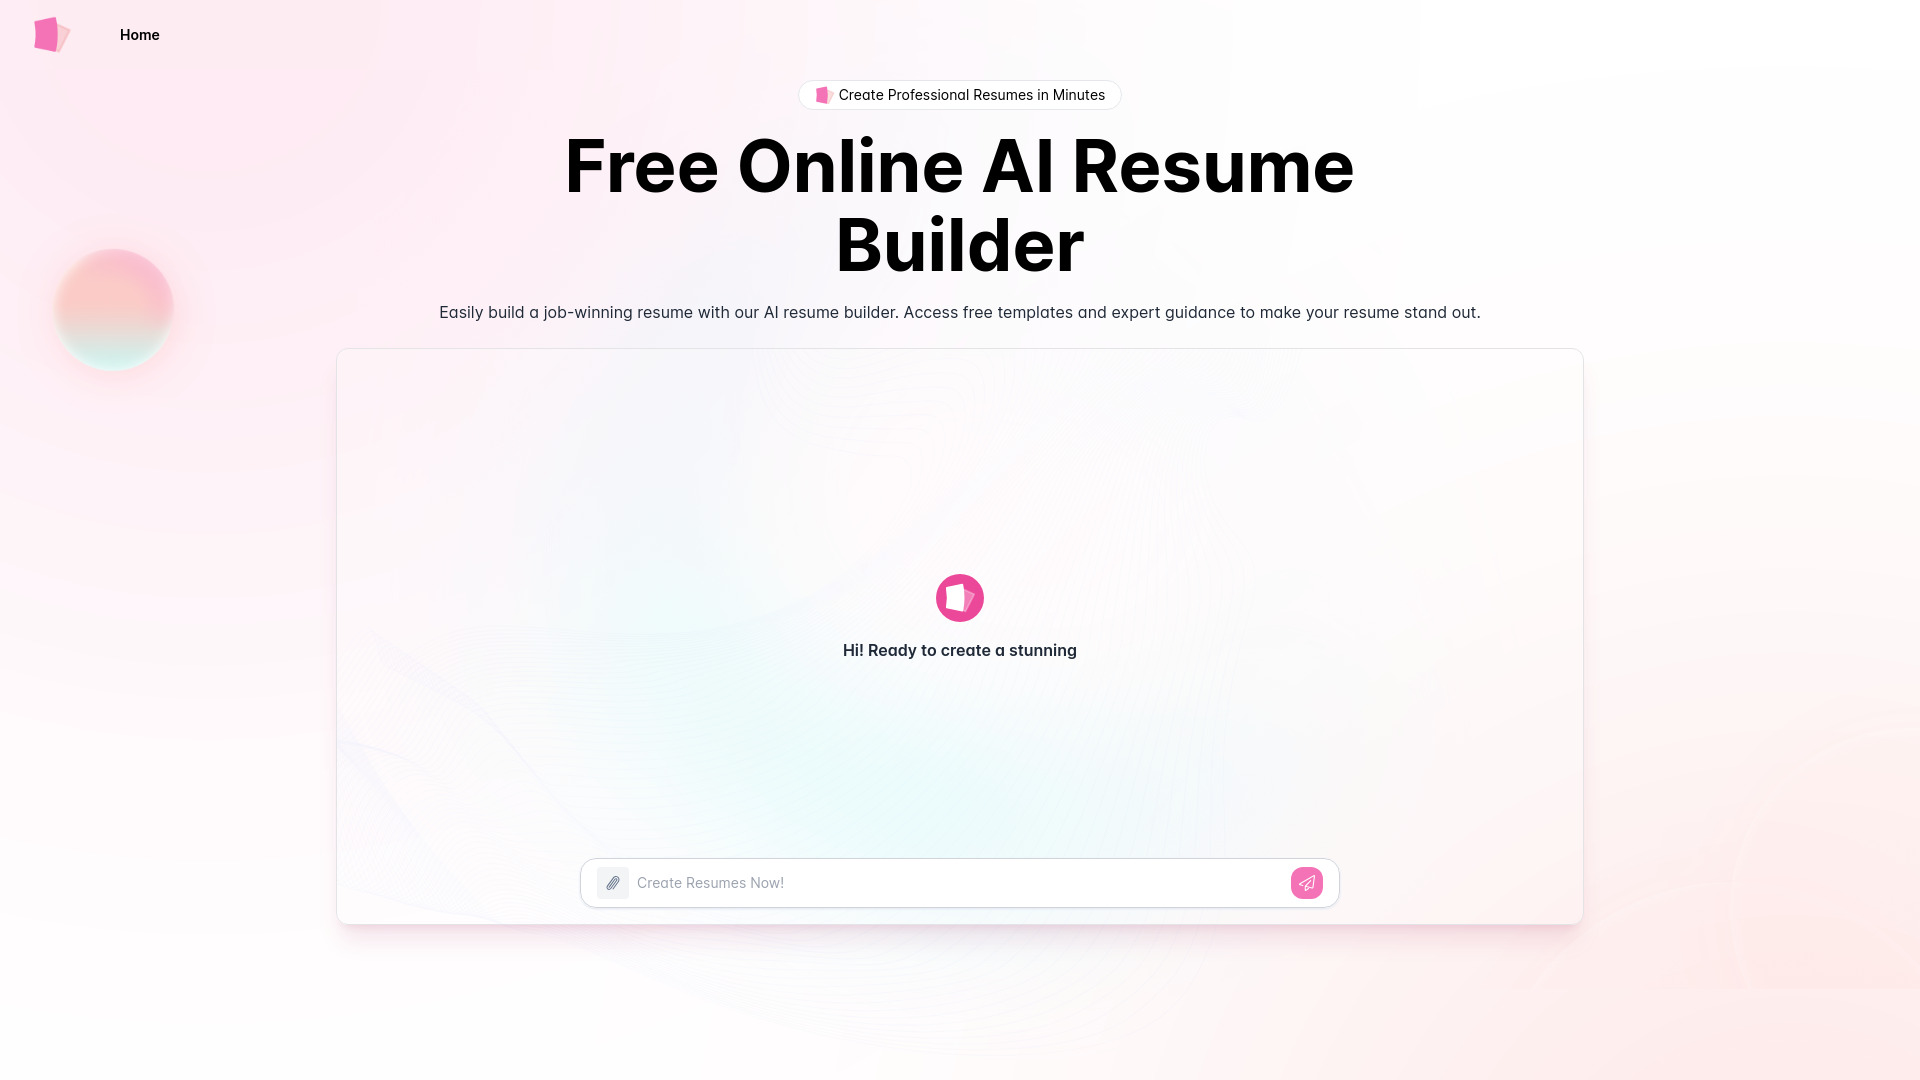 Home
Create Professional Resumes in Minutes
Free Online AI Resume
Builder
Easily build a job-winning resume with our AI resume builder. Access free templates and expert guidance to make your resume stand out.
Hi! Ready to create a stunning
Create Resumes Now!